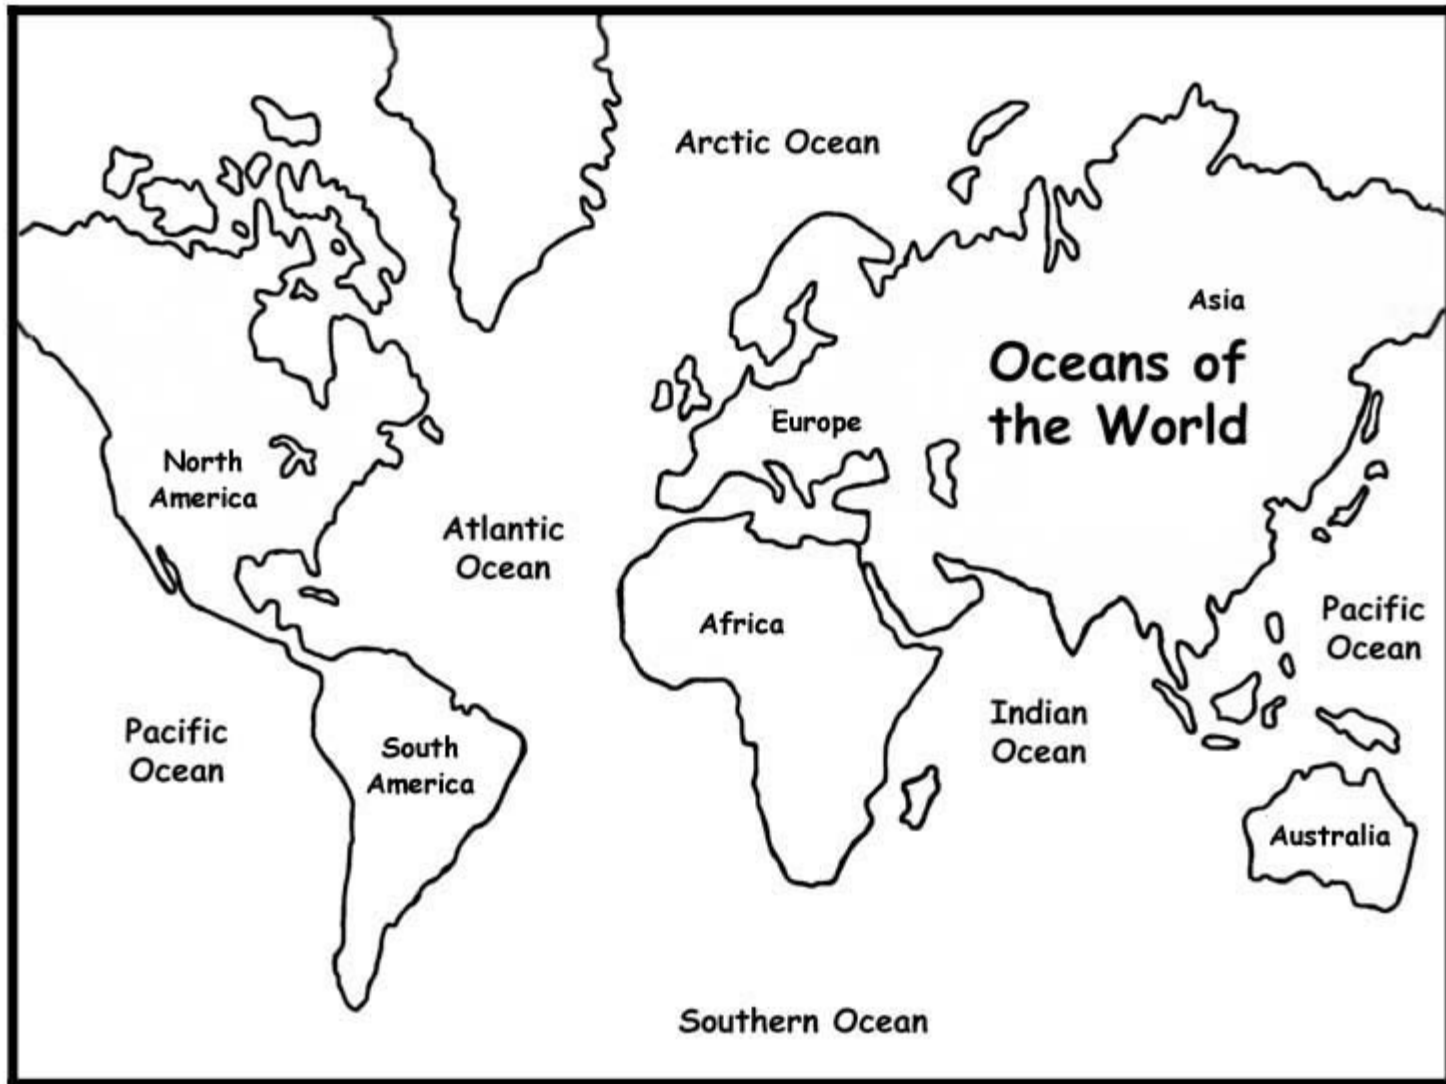 Arctic Ocean
Asia
Oceans of
the World
Europe
North
America
Atlantic
Ocean
Africa
Pacific
Ocean
Indian
Ocean
Pacific
Ocean
South
America
Australia
Southern Ocean